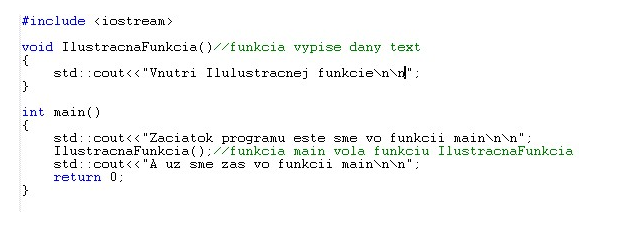 #include <iostream>
void IlustracnaFunkcia()//funkcia vypise dany text
{
std::cout<<"Vnutri Ilulustracnej funkcie\n\n";
}
int main()
{
std::cout<<"Zaciatok programu este sme vo funkcii main\n\n";
IlustracnaFunkcia();//funkcia main vola funkciu IlustracnaFunkcia
std::cout<<"A uz sme zas vo funkcii main\n\n";
return 0;
}